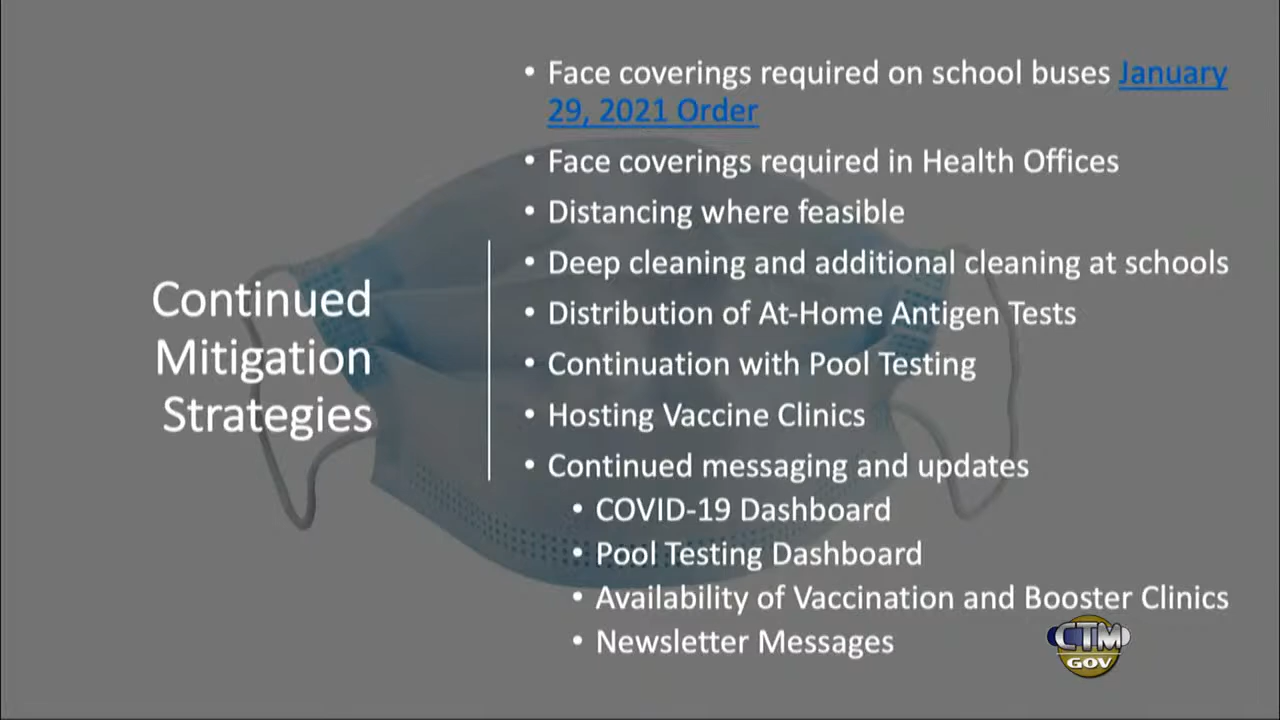 Continued
Mitigation
Strategies
• Face coverings required on school buses January
29, 2021 Order
• Face coverings required in Health Offices
• Distancing where feasible
• Deep cleaning and additional cleaning at schools
• Distribution of At-Home Antigen Tests
• Continuation with Pool Testing
• Hosting Vaccine Clinics
• Continued messaging and updates
• COVID-19 Dashboard
• Pool Testing Dashboard
• Availability of Vaccination and Booster Clinics
• Newsletter Messages
CTM
GOV